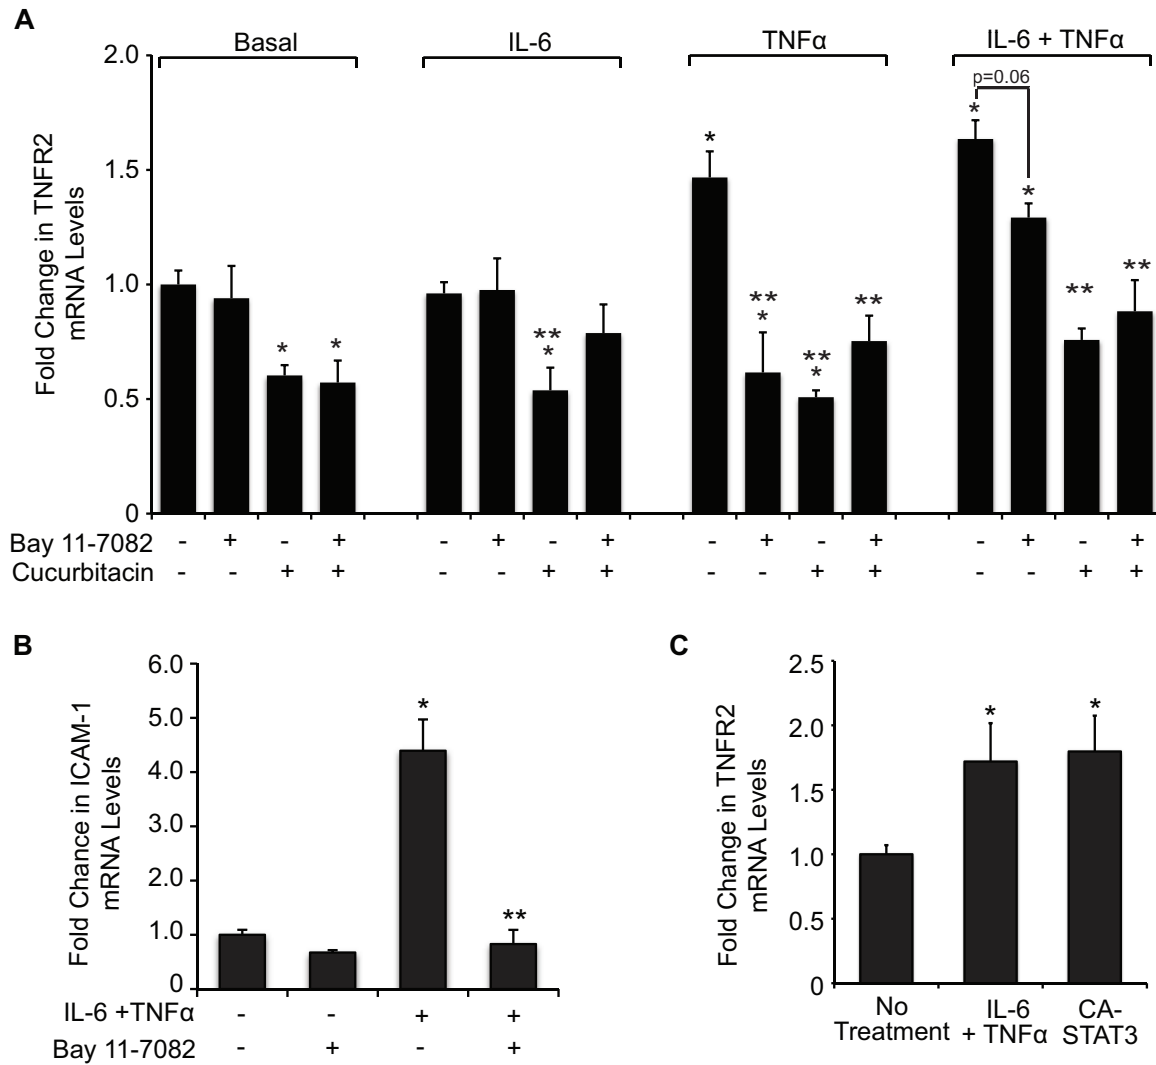 A
Basal IL-6 TNFα IL-6 + TNFα
2.0
1.5
1.0
0.5
0
Fold Change in TNFR2
mRNA Levels
p=0.06
* *
* *
** ** **
** * ** **
* * * *
Bay 11-7082 - + - + - + - + - + - + - + - +
Cucurbitacin - - + + - - + + - - + + - - + +
B
6.0
5.0
4.0
3.0
2.0
1.0
0
Fold Chance in ICAM-1
mRNA Levels
*
**
IL-6 +TNFα - - + +
Bay 11-7082 - + - +
C
2.5
2.0
1.5
1.0
0.5
0
Fold Change in TNFR2
mRNA Levels
* *
No IL-6 CA-
Treatment + TNFα STAT3